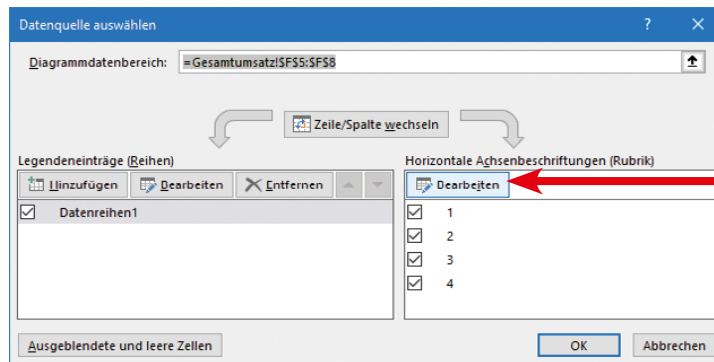 Datenquelle auswählen ? ×
Diagrammdatenbereich: =Gesamtumsatz!$F$5:$F$8
Zeile/Spalte wechseln
Legendeneinträge (Reihen)
Hinzufügen Bearbeiten Entfernen
Datenreihen1
Horizontale Achsenbeschriftungen (Rubrik)
Bearbeiten
1
2
3
4
Ausgeblendete und leere Zellen
OK Abbrechen